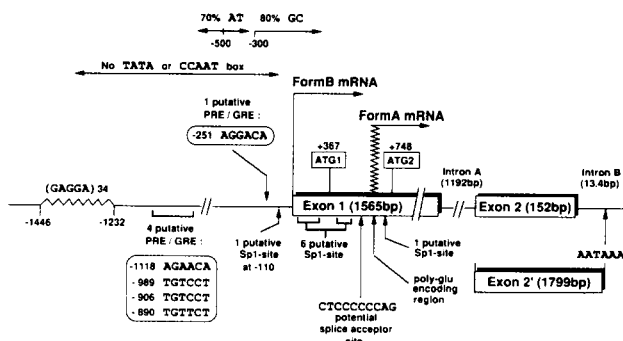 70% AT 80% GC
-500 -300
No TATA or CCAAT box
FormB mRNA
1 putative
PRE / GRE :
-251 AGGACA
FormA mRNA
+367
ATG1
+748
ATG2
Intron A
(1192bp)
Intron B
(13.4bp)
(GAGGA) 34
-1446
-1232
Exon 1 (1565bp)
Exon 2 (152bp)
4 putative
PRE / GRE :
-1118 AGAACA
-989 TGTCCT
-906 TGTCCT
-890 TGTTCT
1 putative
Sp1-site
at -110
6 putative
Sp1-site
1 putative
Sp1-site
poly-glu
encoding
region
CTCCCCCCAG
potential
splice acceptor
AATAAA
Exon 2' (1799bp)